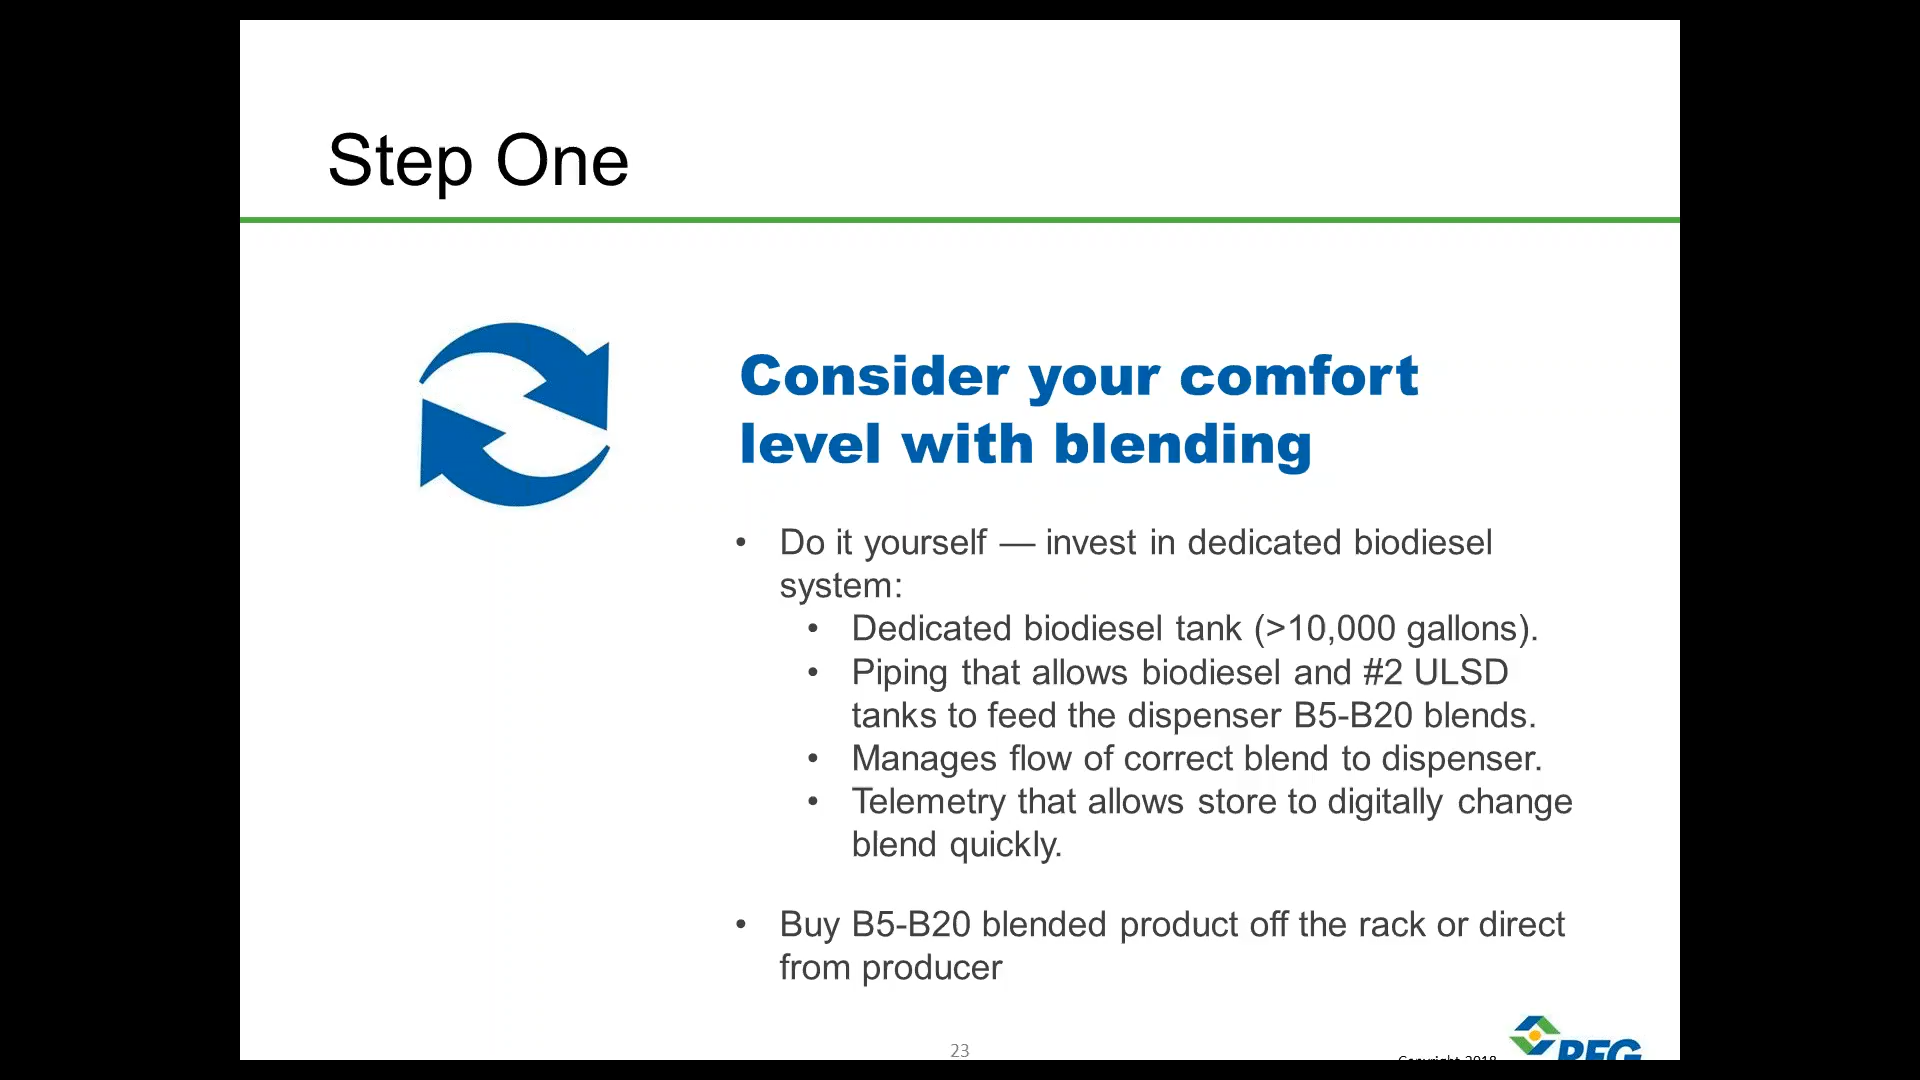 Step One
Consider your comfort
level with blending
• Do it yourself — invest in dedicated biodiesel
system:
• Dedicated biodiesel tank (>10,000 gallons).
• Piping that allows biodiesel and #2 ULSD
tanks to feed the dispenser B5-B20 blends.
• Manages flow of correct blend to dispenser.
• Telemetry that allows store to digitally change
blend quickly.
• Buy B5-B20 blended product off the rack or direct
from producer
23
Copyright 2018
REG